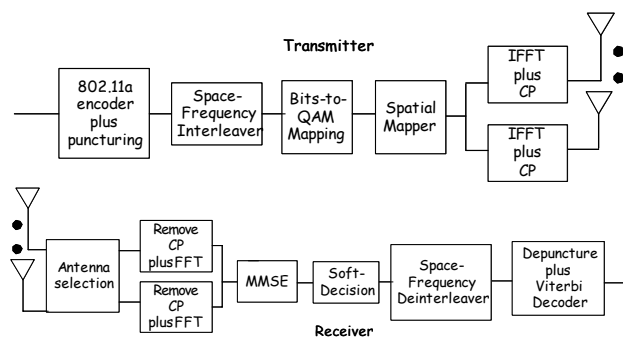 Transmitter
802.11a
encoder
plus
puncturing
Space-
Frequency
Interleaver
Bits-to-
QAM
Mapping
Spatial
Mapper
IFFT
plus
CP
IFFT
plus
CP
Antenna
selection
Remove
CP
plusFFT
Remove
CP
plusFFT
MMSE
Soft-
Decision
Space-
Frequency
Deinterleaver
Depuncture
plus
Viterbi
Decoder
Receiver